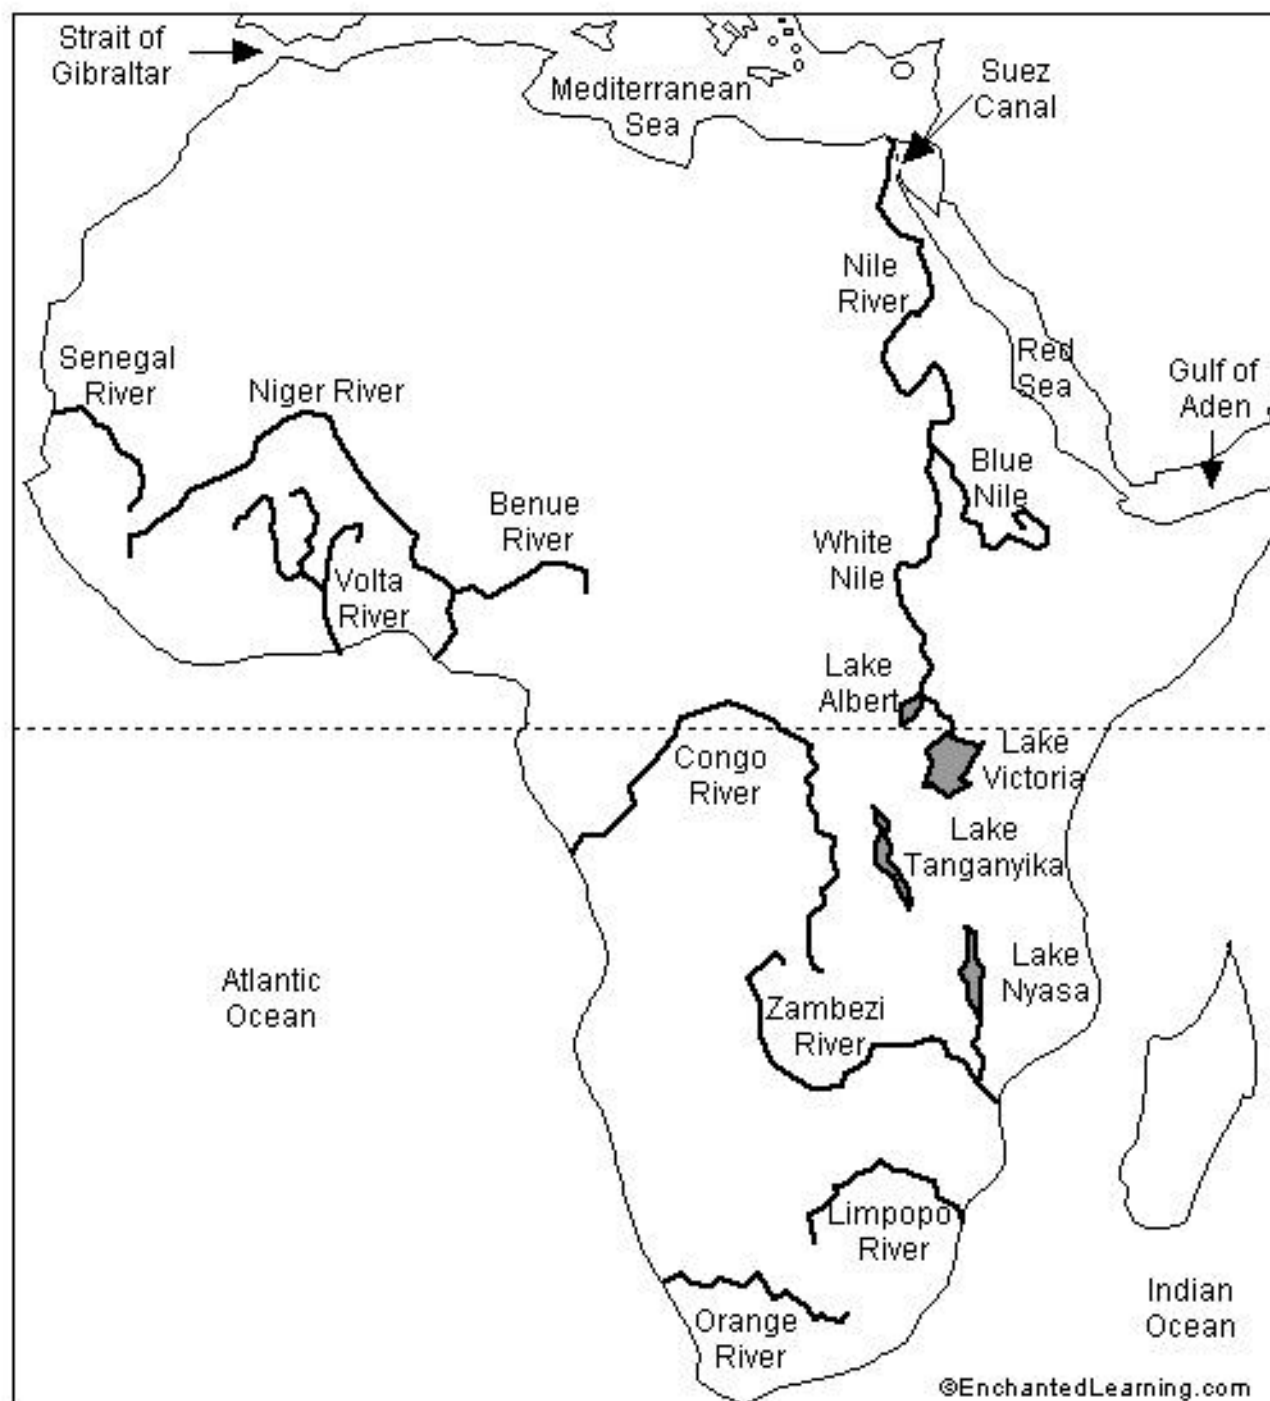 Strait of
Gibraltar
Mediterranean
Sea
Suez
Canal
Nile
River
Red
Sea
Gulf of
Aden
Senegal
River
Niger River
Benue
River
Blue
Nile
White
Nile
Volta
River
Lake
Albert
Congo
River
Lake
Victoria
Lake
Tanganyika
Lake
Nyasa
Atlantic
Ocean
Zambezi
River
Limpopo
River
Orange
River
Indian
Ocean
©EnchantedLearning.com